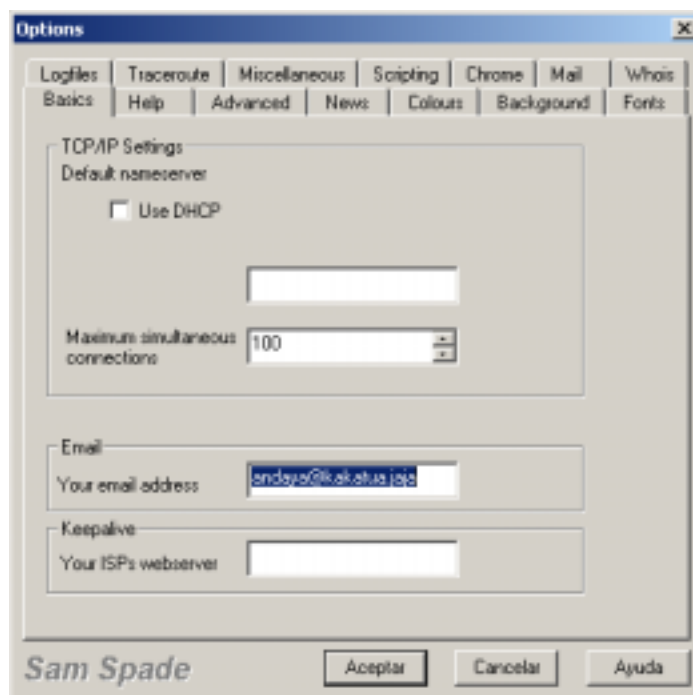 Options
Logfiles Traceroute Miscellaneous Scripting Chrome Mail Whois
Basics Help Advanced News Colours Background Fonts
TCP/IP Settings
Default nameserver
Use DHCP
Maximum simultaneous
connections
100
Email
Your email address
andaya@kakatua.jaja
Keepalive
Your ISPs webserver
Sam Spade
Aceptar Cancelar Ayuda